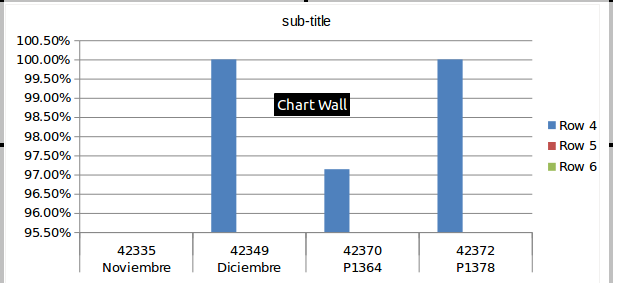 sub-title
100.50%
100.00%
99.50%
99.00%
98.50%
98.00%
97.50%
97.00%
96.50%
96.00%
95.50%
Chart Wall
Row 4
Row 5
Row 6
42335 42349 42370 42372
Noviembre Diciembre P1364 P1378